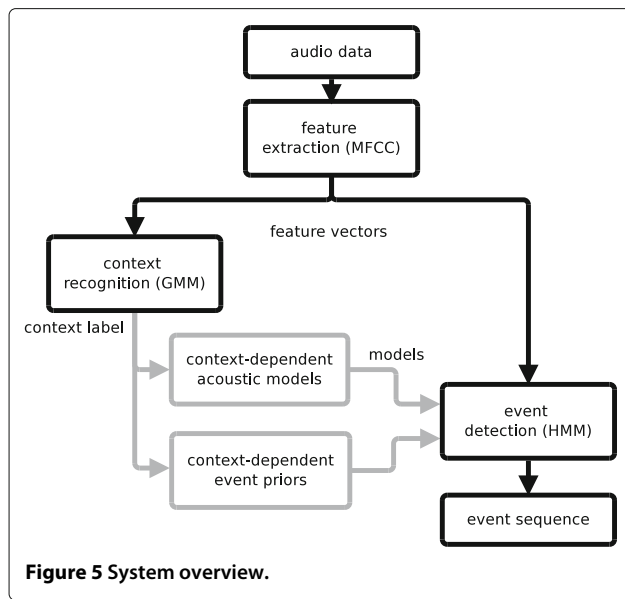 audio data
feature
extraction (MFCC)
feature vectors
context
recognition (GMM)
context label
context-dependent
acoustic models
models
context-dependent
event priors
event
detection (HMM)
event sequence
Figure 5 System overview.